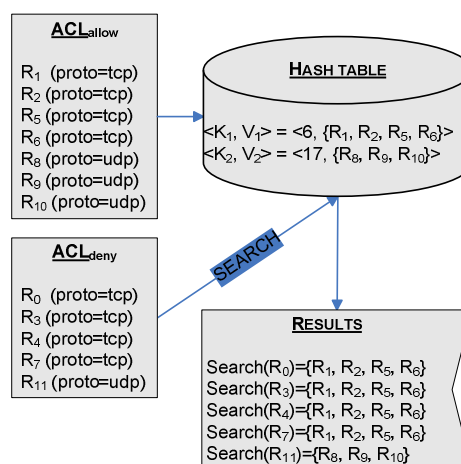 ACLallow
R1 (proto=tcp)
R2 (proto=tcp)
R5 (proto=tcp)
R6 (proto=tcp)
R8 (proto=udp)
R9 (proto=udp)
R10 (proto=udp)
HASH TABLE
<K1, V1> = <6, {R1, R2, R5, R6}>
<K2, V2> = <17, {R8, R9, R10}>
ACLdeny
R0 (proto=tcp)
R3 (proto=tcp)
R4 (proto=tcp)
R7 (proto=tcp)
R11 (proto=udp)
SEARCH
RESULTS
Search(R0)={R1, R2, R5, R6}
Search(R3)={R1, R2, R5, R6}
Search(R4)={R1, R2, R5, R6}
Search(R7)={R1, R2, R5, R6}
Search(R11)={R8, R9, R10}